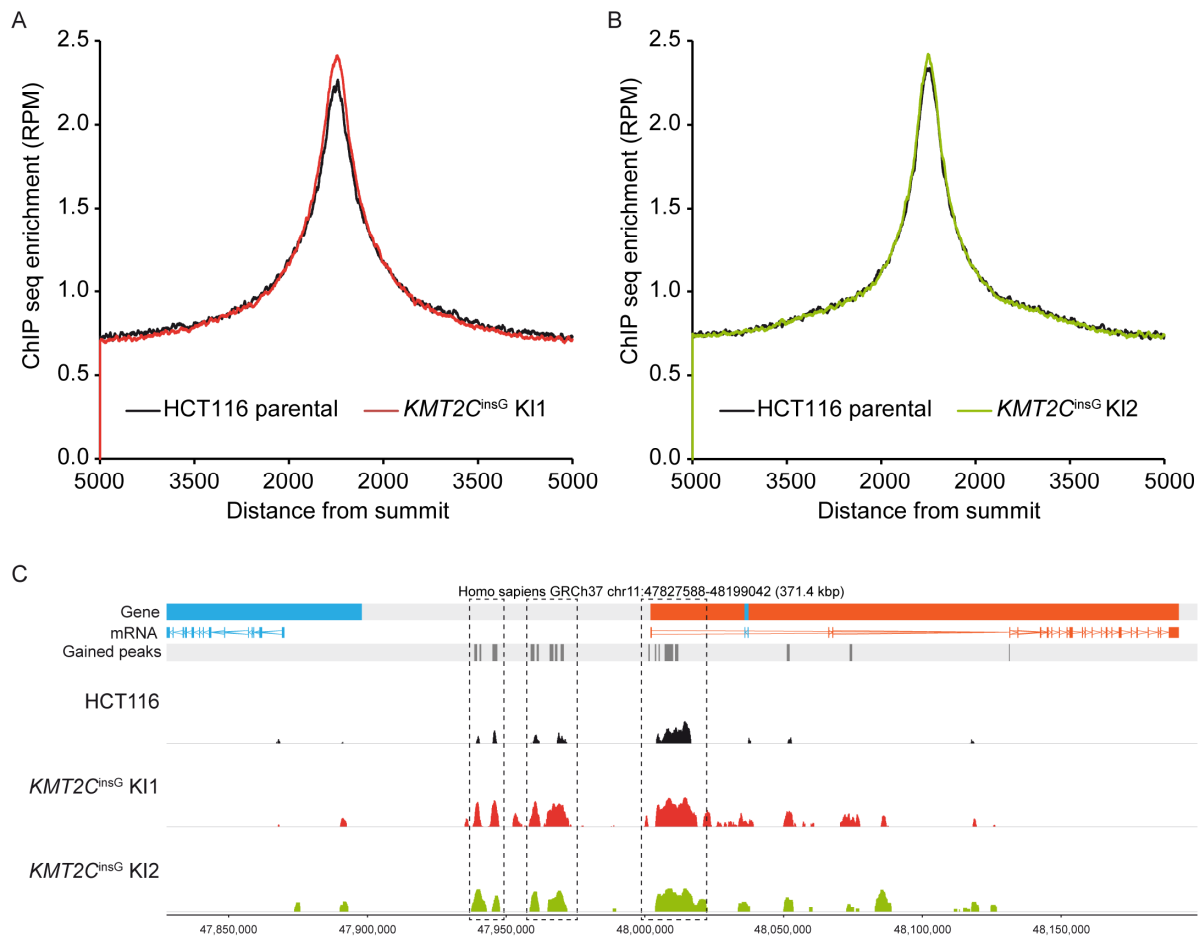 A
ChIP seq enrichment (RPM)
2.5
2.0
1.5
1.0
0.5
0.0
HCT116 parental
KMT2CinsG KI1
5000 3500 2000 2000 3500 5000
Distance from summit
B
ChIP seq enrichment (RPM)
2.5
2.0
1.5
1.0
0.5
0.0
HCT116 parental
KMT2CinsG KI2
5000 3500 2000 2000 3500 5000
Distance from summit
C
Homo sapiens GRCh37 chr11:47827588-48199042 (371.4 kbp)
Gene
mRNA
Gained peaks
HCT116
KMT2CinsG KI1
KMT2CinsG KI2
47,850,000 47,900,000 47,950,000 48,000,000 48,050,000 48,100,000 48,150,000